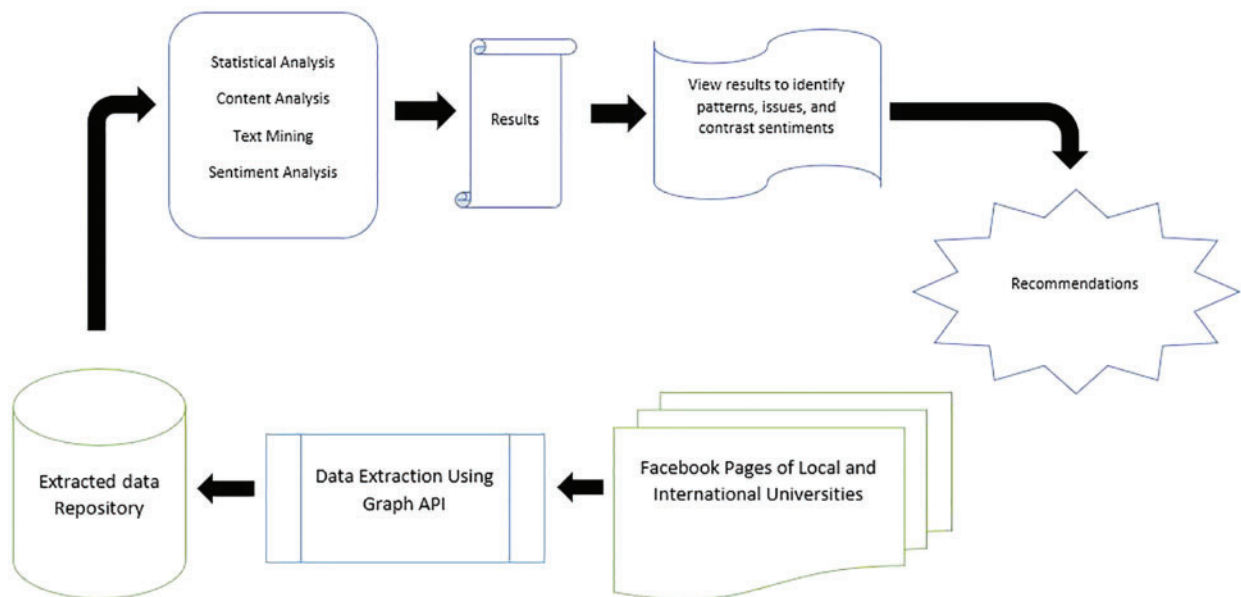 Statistical Analysis
Content Analysis
Text Mining
Sentiment Analysis
Results
View results to identify
patterns, issues, and
contrast sentiments
Recommendations
Extracted data
Repository
Data Extraction Using
Graph API
Facebook Pages of Local and
International Universities